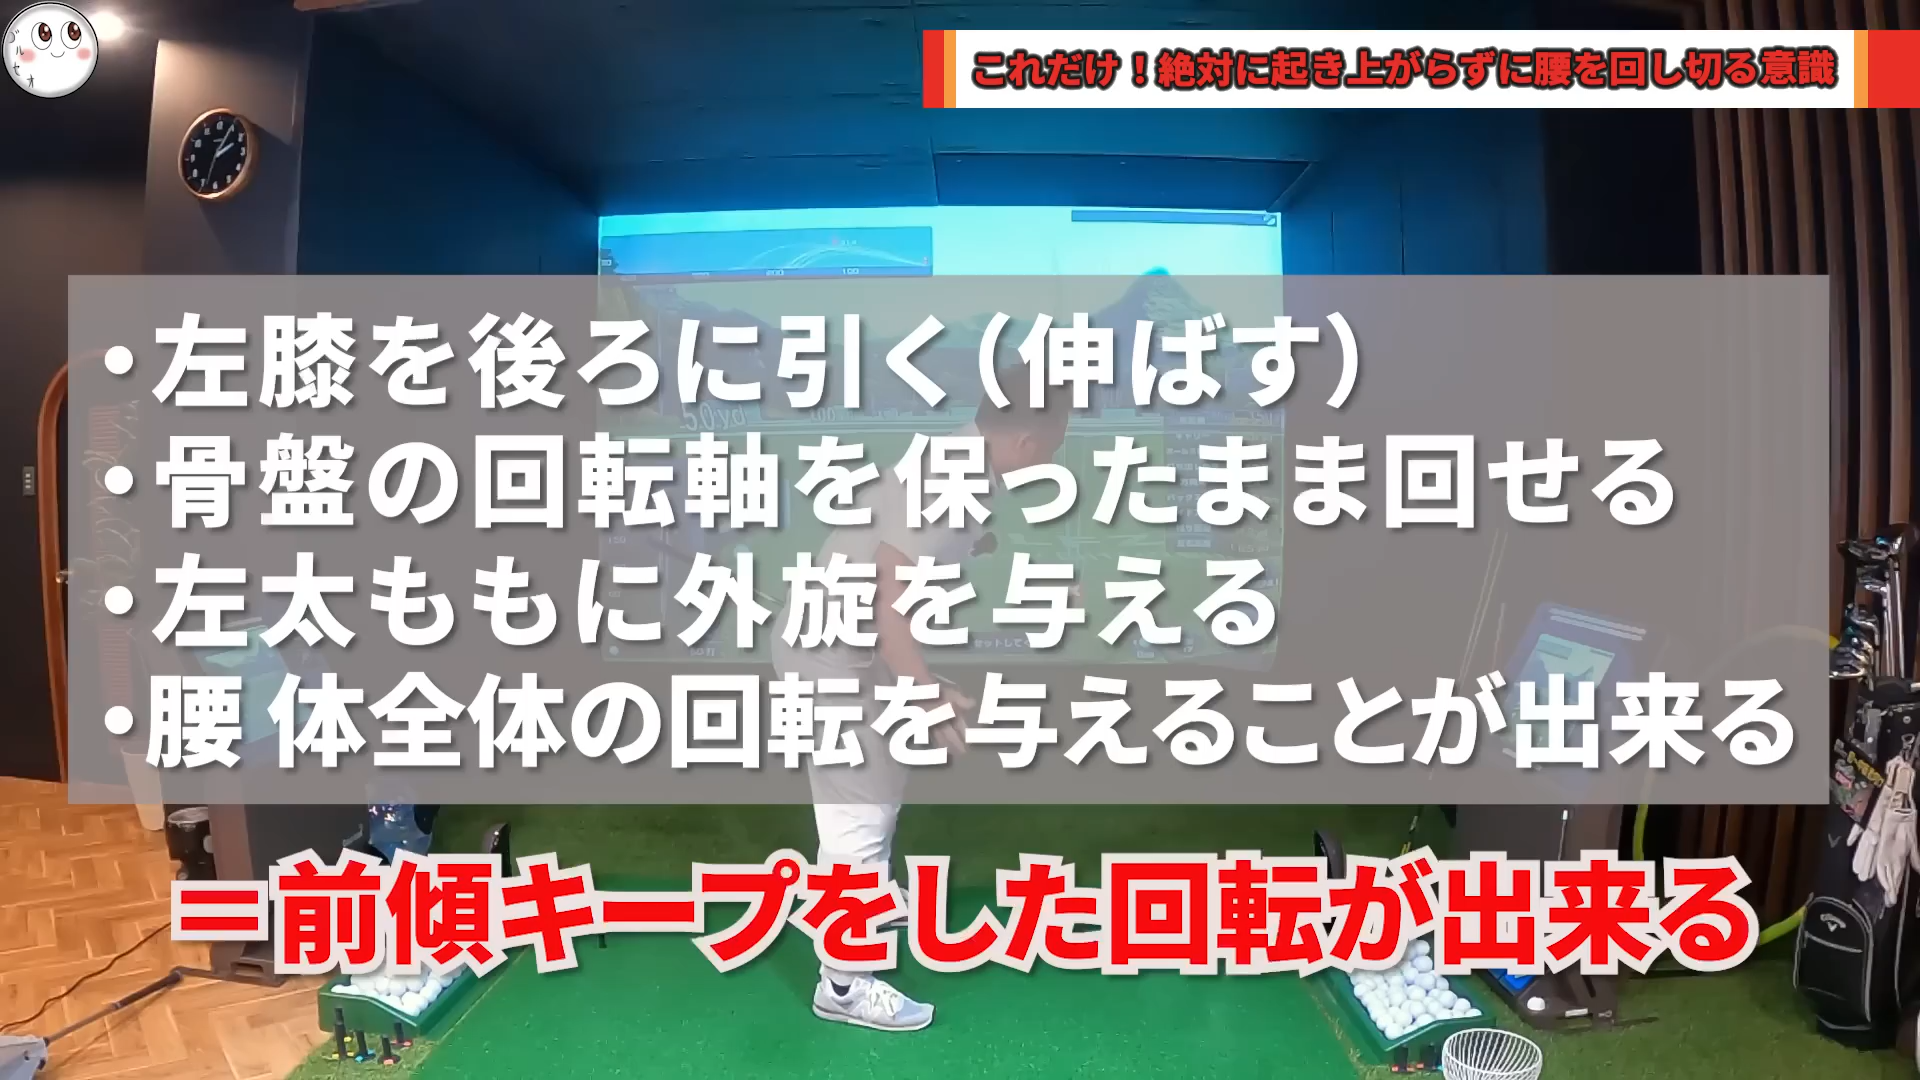 ゴルセオ
これだけ！絶対に起き上がらずに腰を回し切る意識
・左膝を後ろに引く（伸ばす）
・骨盤の回転軸を保ったまま回せる
・左太ももに外旋を与える
・腰 体全体の回転を与えることが出来る
＝前傾キープをした回転が出来る